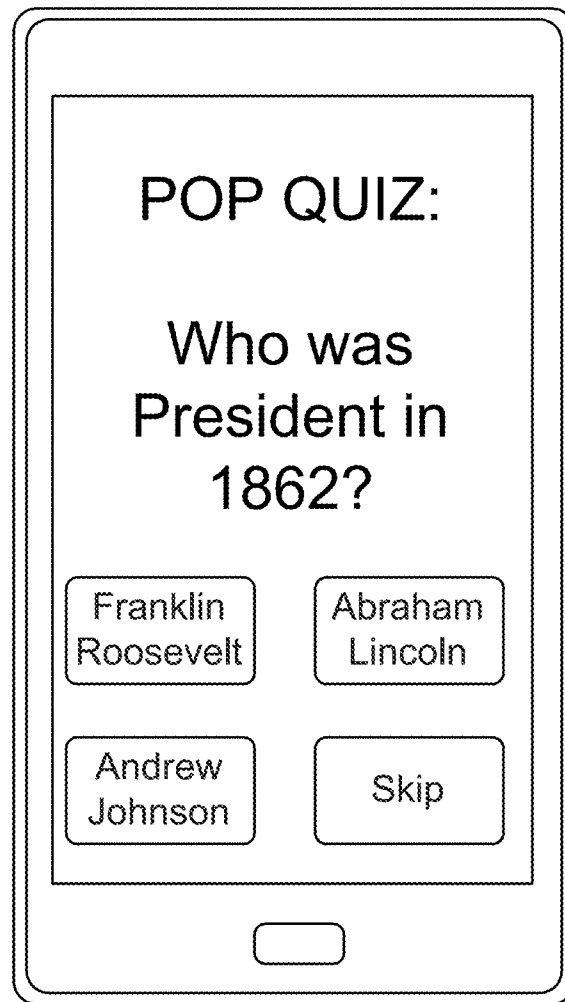 POP QUIZ:
Who was
President in
1862?
Franklin
Roosevelt
Abraham
Lincoln
Andrew
Johnson
Skip